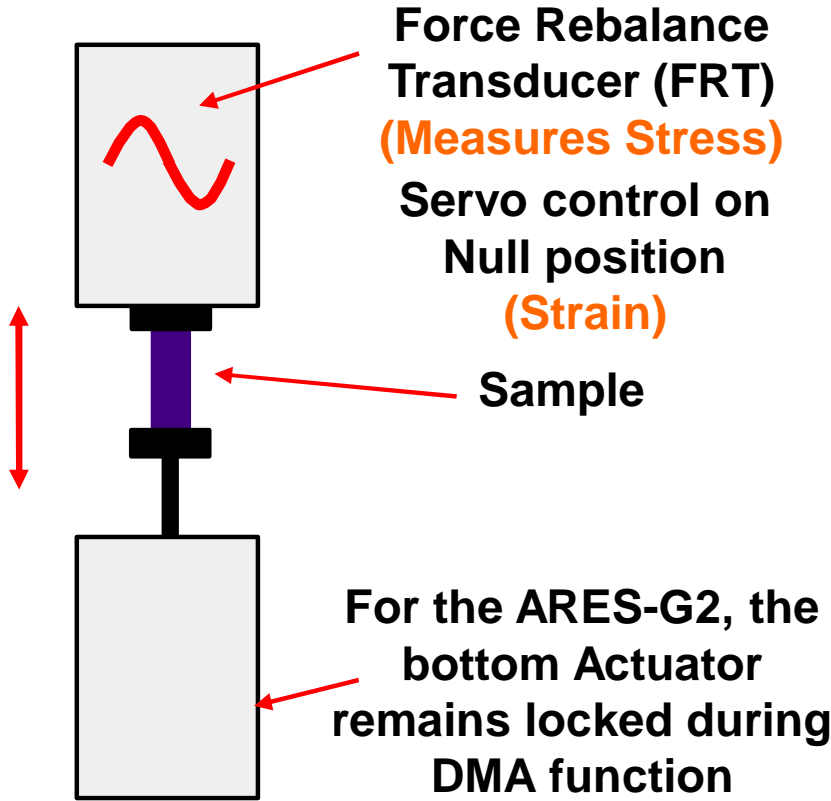 Force Rebalance
Transducer (FRT)
(Measures Stress)
Servo control on
Null position
(Strain)
Sample
For the ARES-G2, the
bottom Actuator
remains locked during
DMA function